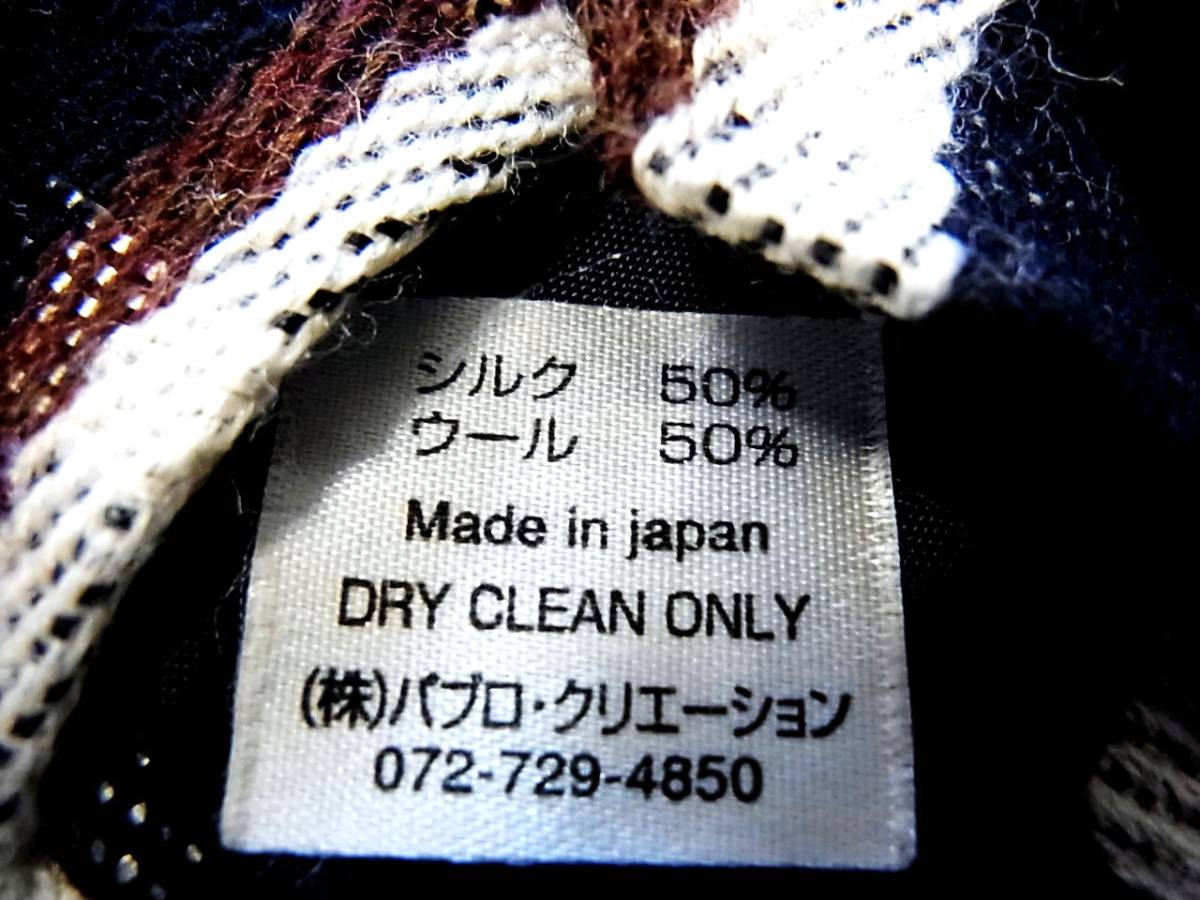 シルク 50%
ウール 50%
Made in japan
DRY CLEAN ONLY
(株)パブロ・クリエーション
072-729-4850